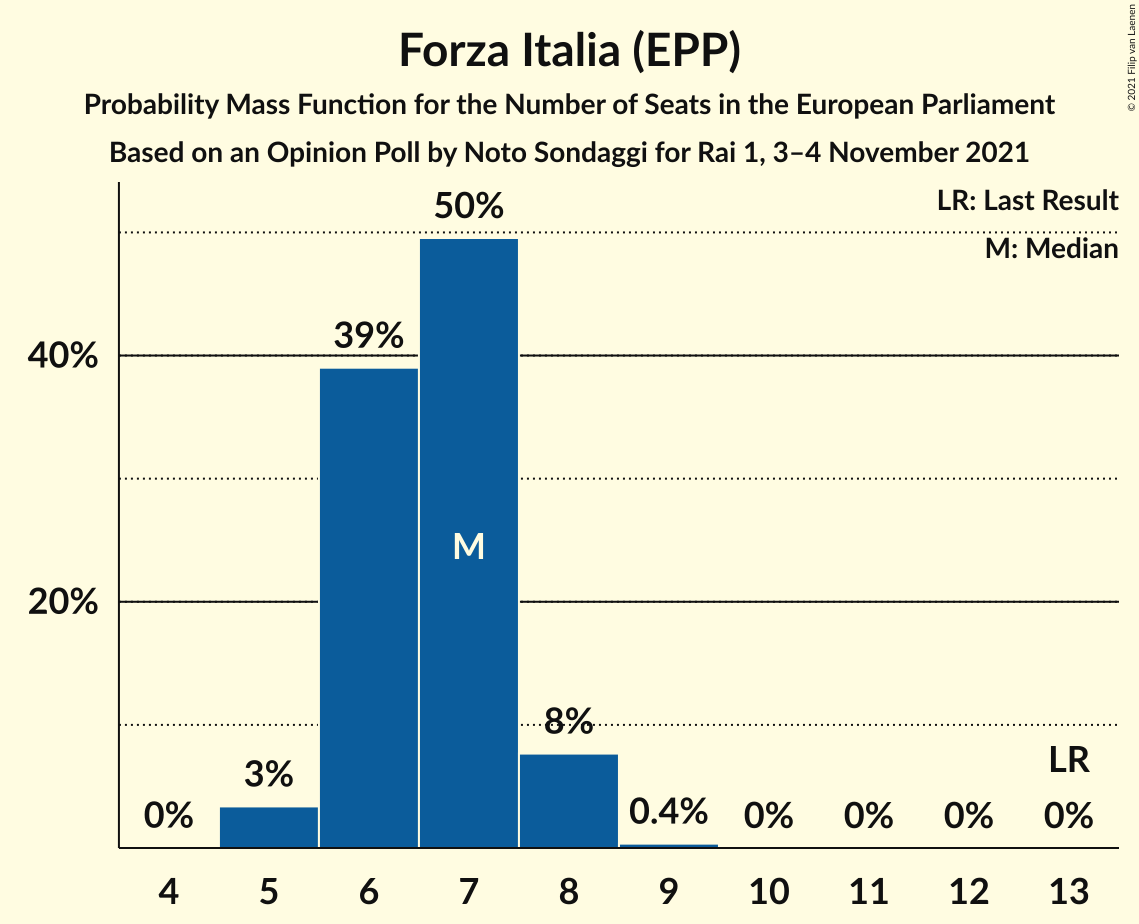 Forza Italia (EPP)
Probability Mass Function for the Number of Seats in the European Parliament
Based on an Opinion Poll by Noto Sondaggi for Rai 1, 3–4 November 2021
© 2021 Filip van Laenen
LR: Last Result
M: Median
50%
39%
40%
M
20%
8%
LR
3%
0%
0.4%
0%
0%
0%
0%
4 5 6 7 8 9 10 11 12 13